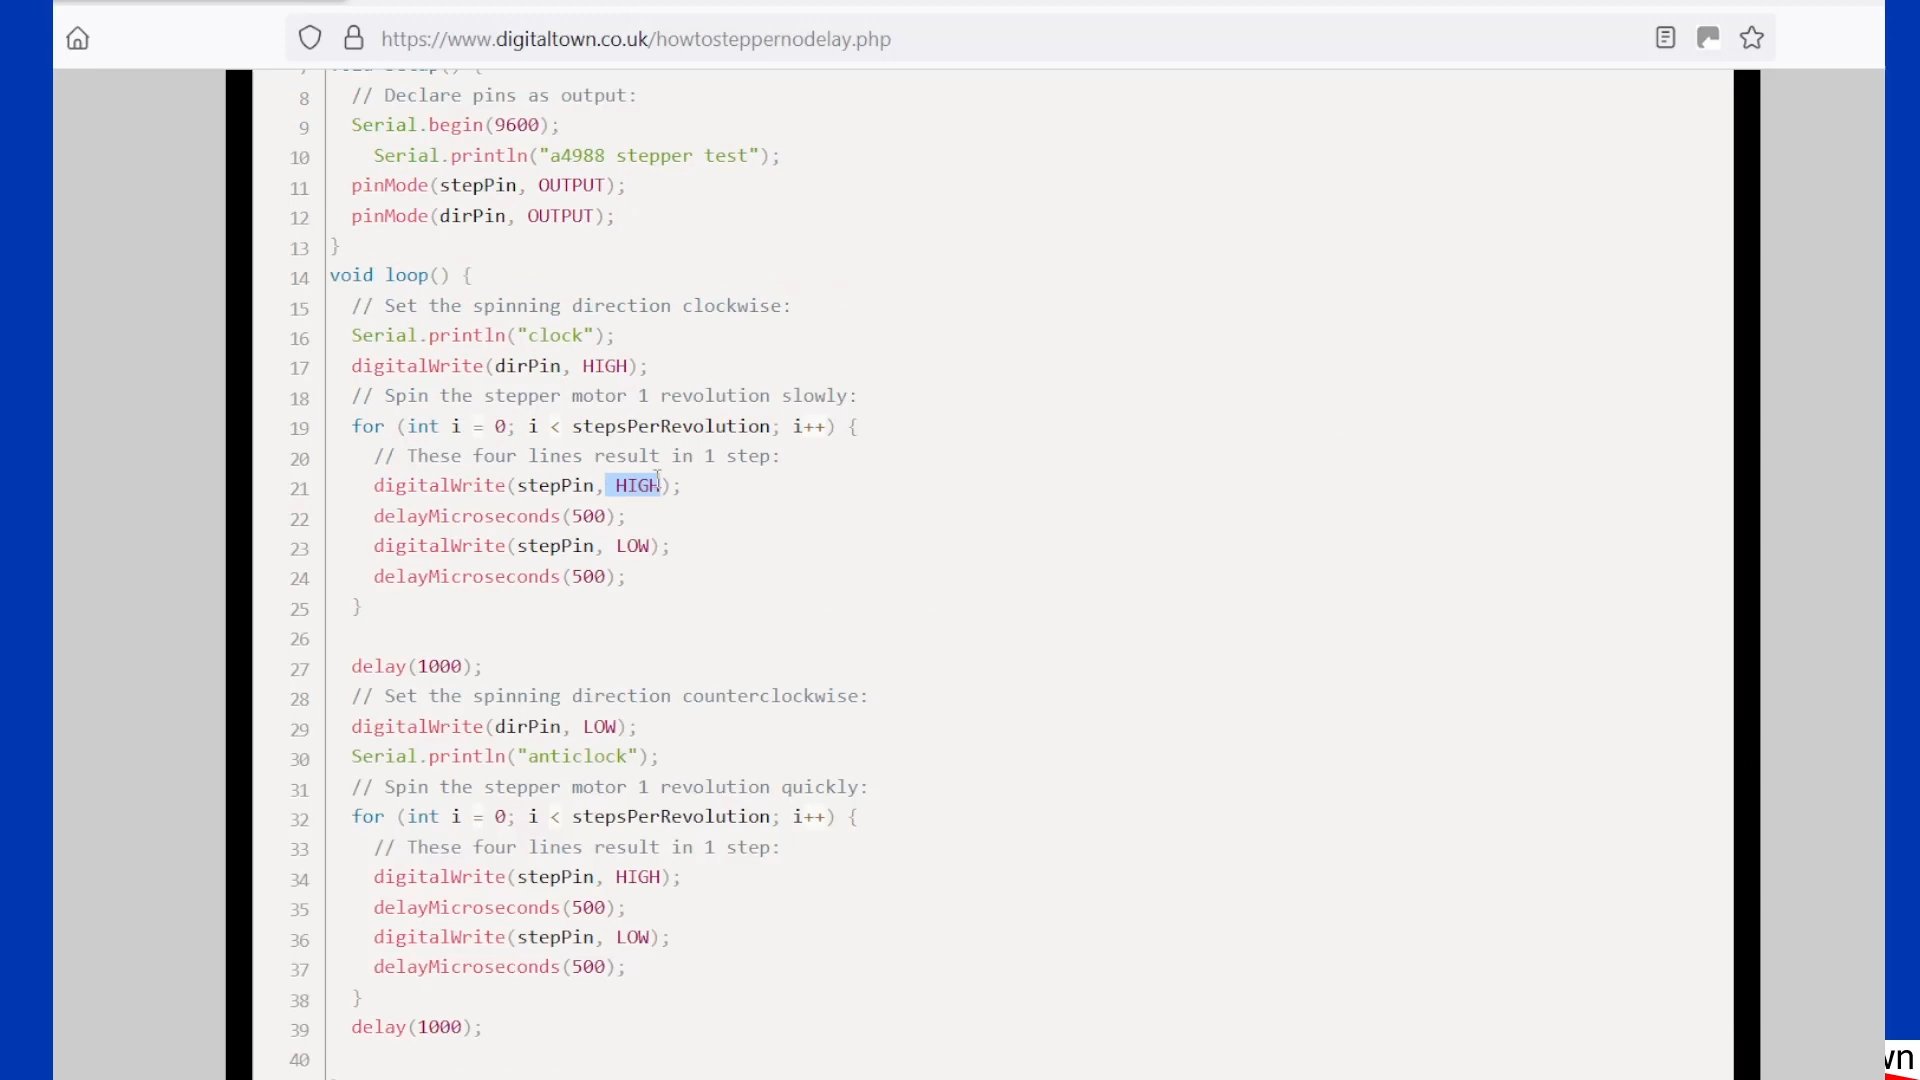 https://www.digitaltown.co.uk/howtosteppernodelay.php
7 void setup() {
8 // Declare pins as output:
9 Serial.begin(9600);
10 Serial.println("a4988 stepper test");
11 pinMode(stepPin, OUTPUT);
12 pinMode(dirPin, OUTPUT);
13 }
14 void loop() {
15 // Set the spinning direction clockwise:
16 Serial.println("clock");
17 digitalWrite(dirPin, HIGH);
18 // Spin the stepper motor 1 revolution slowly:
19 for (int i = 0; i < stepsPerRevolution; i++) {
20 // These four lines result in 1 step:
21 digitalWrite(stepPin, HIGH);
22 delayMicroseconds(500);
23 digitalWrite(stepPin, LOW);
24 delayMicroseconds(500);
25 }
26
27 delay(1000);
28 // Set the spinning direction counterclockwise:
29 digitalWrite(dirPin, LOW);
30 Serial.println("anticlock");
31 // Spin the stepper motor 1 revolution quickly:
32 for (int i = 0; i < stepsPerRevolution; i++) {
33 // These four lines result in 1 step:
34 digitalWrite(stepPin, HIGH);
35 delayMicroseconds(500);
36 digitalWrite(stepPin, LOW);
37 delayMicroseconds(500);
38 }
39 delay(1000);
40
wn